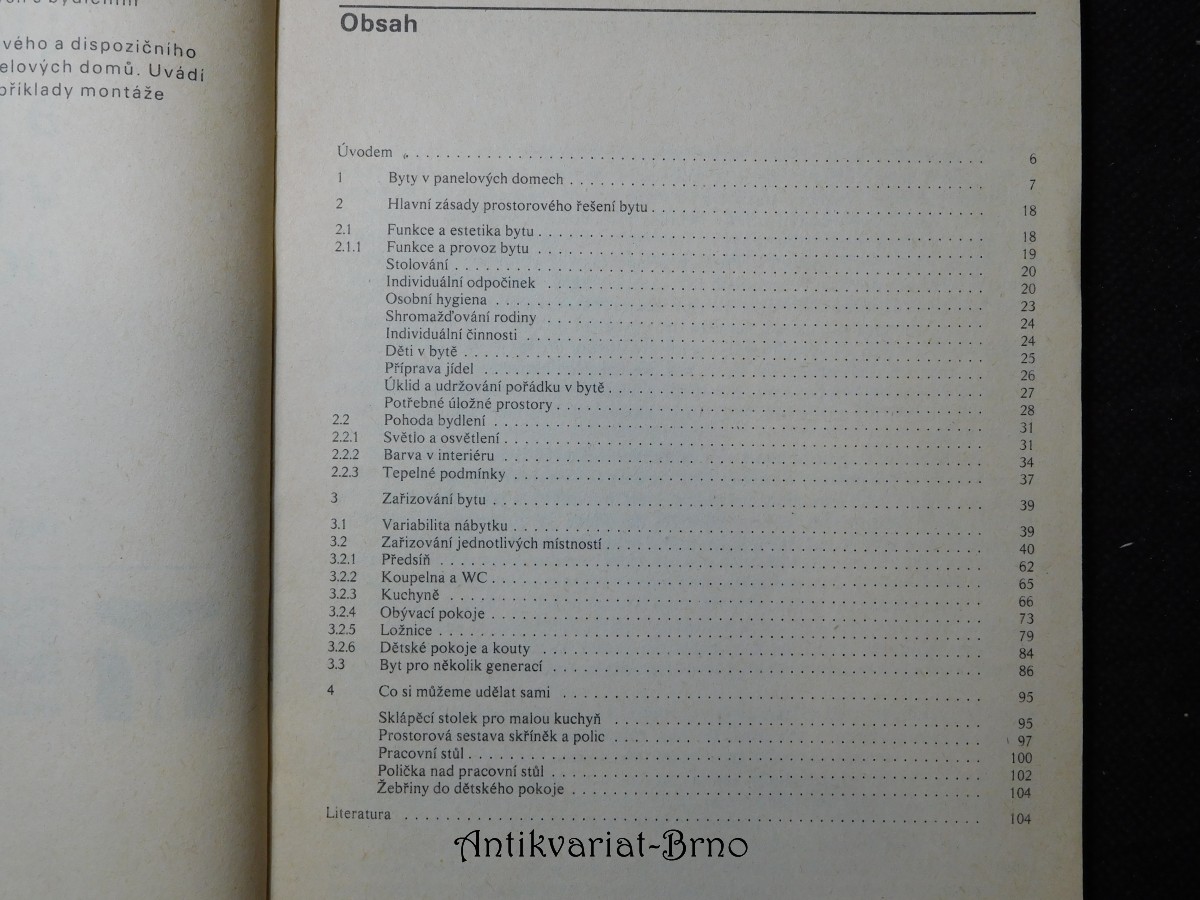 bydlením
vého a dispozičního
elových domů. Uvádí
příklady montáže
Obsah
Úvodem . . . . . . . . . . 6
1 Byty v panelových domech . . . . . . . . . . 7
2 Hlavní zásady prostorového řešení bytu . . . . . . . . . . 18
2.1 Funkce a estetika bytu . . . . . . . . . . 18
2.1.1 Funkce a provoz bytu . . . . . . . . . . 19
Stolování . . . . . . . . . . 20
Individuální odpočinek . . . . . . . . . . 20
Osobní hygiena . . . . . . . . . . 23
Shromažďování rodiny . . . . . . . . . . 24
Individuální činnosti . . . . . . . . . . 24
Děti v bytě . . . . . . . . . . 25
Příprava jídel . . . . . . . . . . 26
Úklid a udržování pořádku v bytě . . . . . . . . . . 27
Potřebné úložné prostory . . . . . . . . . . 28
2.2 Pohoda bydlení . . . . . . . . . . 31
2.2.1 Světlo a osvětlení . . . . . . . . . . 31
2.2.2 Barva v interiéru . . . . . . . . . . 34
2.2.3 Tepelné podmínky . . . . . . . . . . 37
3 Zařizování bytu . . . . . . . . . . 39
3.1 Variabilita nábytku . . . . . . . . . . 39
3.2 Zařizování jednotlivých místností . . . . . . . . . . 40
3.2.1 Předsíň . . . . . . . . . . 62
3.2.2 Koupelna a WC . . . . . . . . . . 65
3.2.3 Kuchyně . . . . . . . . . . 66
3.2.4 Obývací pokoje . . . . . . . . . . 73
3.2.5 Ložnice . . . . . . . . . . 79
3.2.6 Dětské pokoje a kouty . . . . . . . . . . 84
3.3 Byt pro několik generací . . . . . . . . . . 86
4 Co si můžeme udělat sami . . . . . . . . . . 95
Sklápěcí stolek pro malou kuchyň . . . . . . . . . . 95
Prostorová sestava skříněk a polic . . . . . . . . . . 97
Pracovní stůl . . . . . . . . . . 100
Polička nad pracovní stůl . . . . . . . . . . 102
Žebřiny do dětského pokoje . . . . . . . . . . 104
Literatura . . . . . . . . . . 104
Antikvariat-Brno